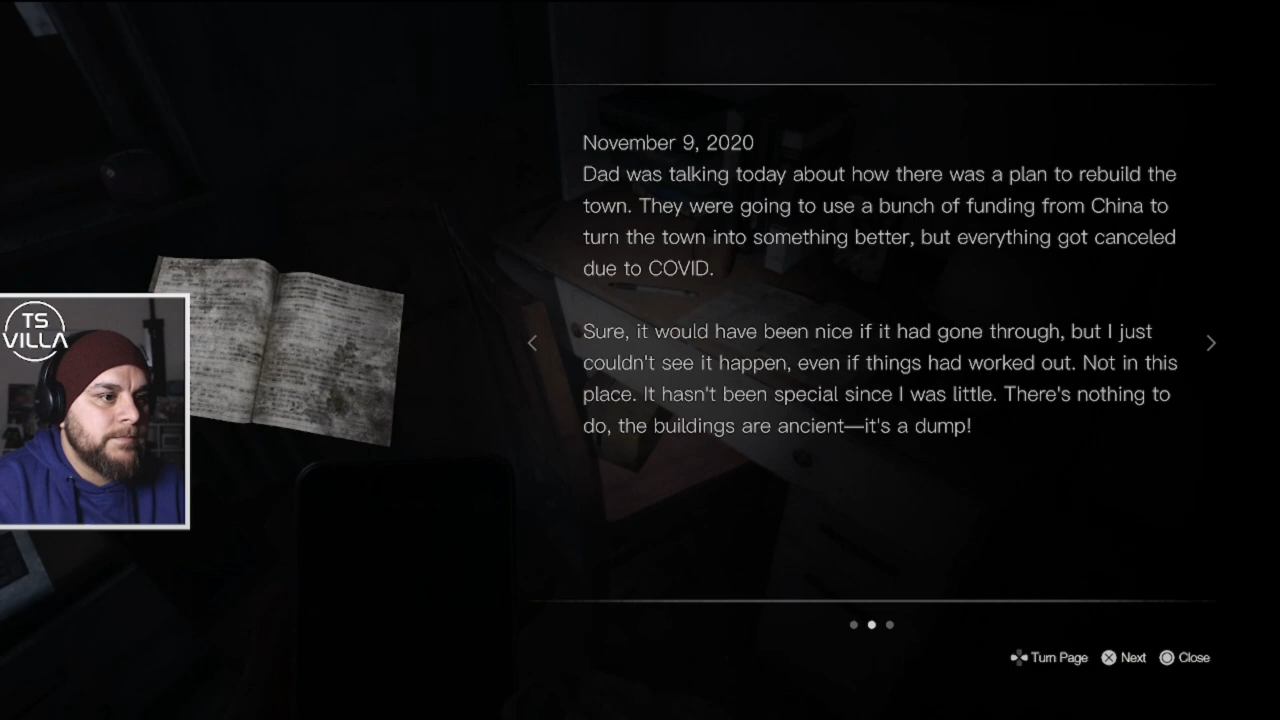 TS
VILLA
November 9, 2020
Dad was talking today about how there was a plan to rebuild the
town. They were going to use a bunch of funding from China to
turn the town into something better, but everything got canceled
due to COVID.
Sure, it would have been nice if it had gone through, but I just
couldn't see it happen, even if things had worked out. Not in this
place. It hasn't been special since I was little. There's nothing to
do, the buildings are ancient—it's a dump!
Turn Page Next Close